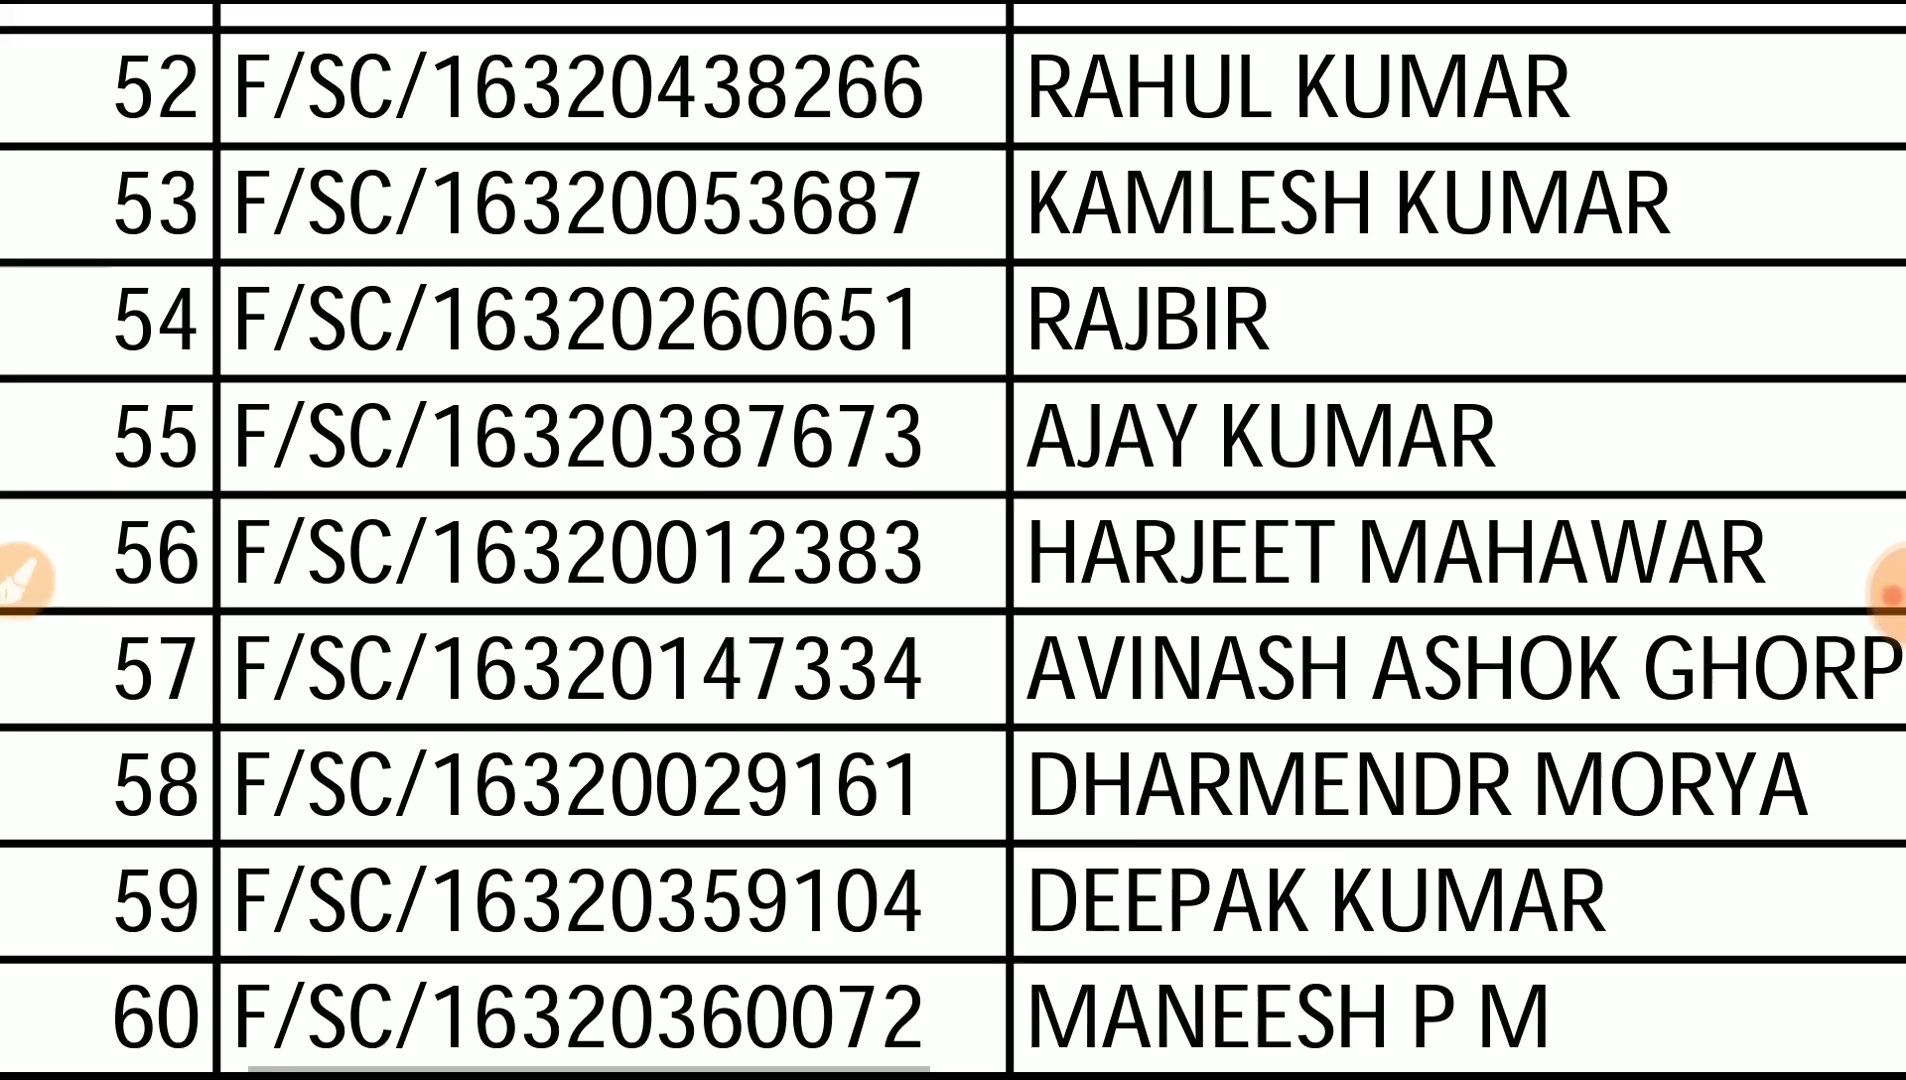 52 F/SC/16320438266 RAHUL KUMAR
53 F/SC/16320053687 KAMLESH KUMAR
54 F/SC/16320260651 RAJBIR
55 F/SC/16320387673 AJAY KUMAR
56 F/SC/16320012383 HARJEET MAHAWAR
57 F/SC/16320147334 AVINASH ASHOK GHORP
58 F/SC/16320029161 DHARMENDR MORYA
59 F/SC/16320359104 DEEPAK KUMAR
60 F/SC/16320360072 MANEESH P M